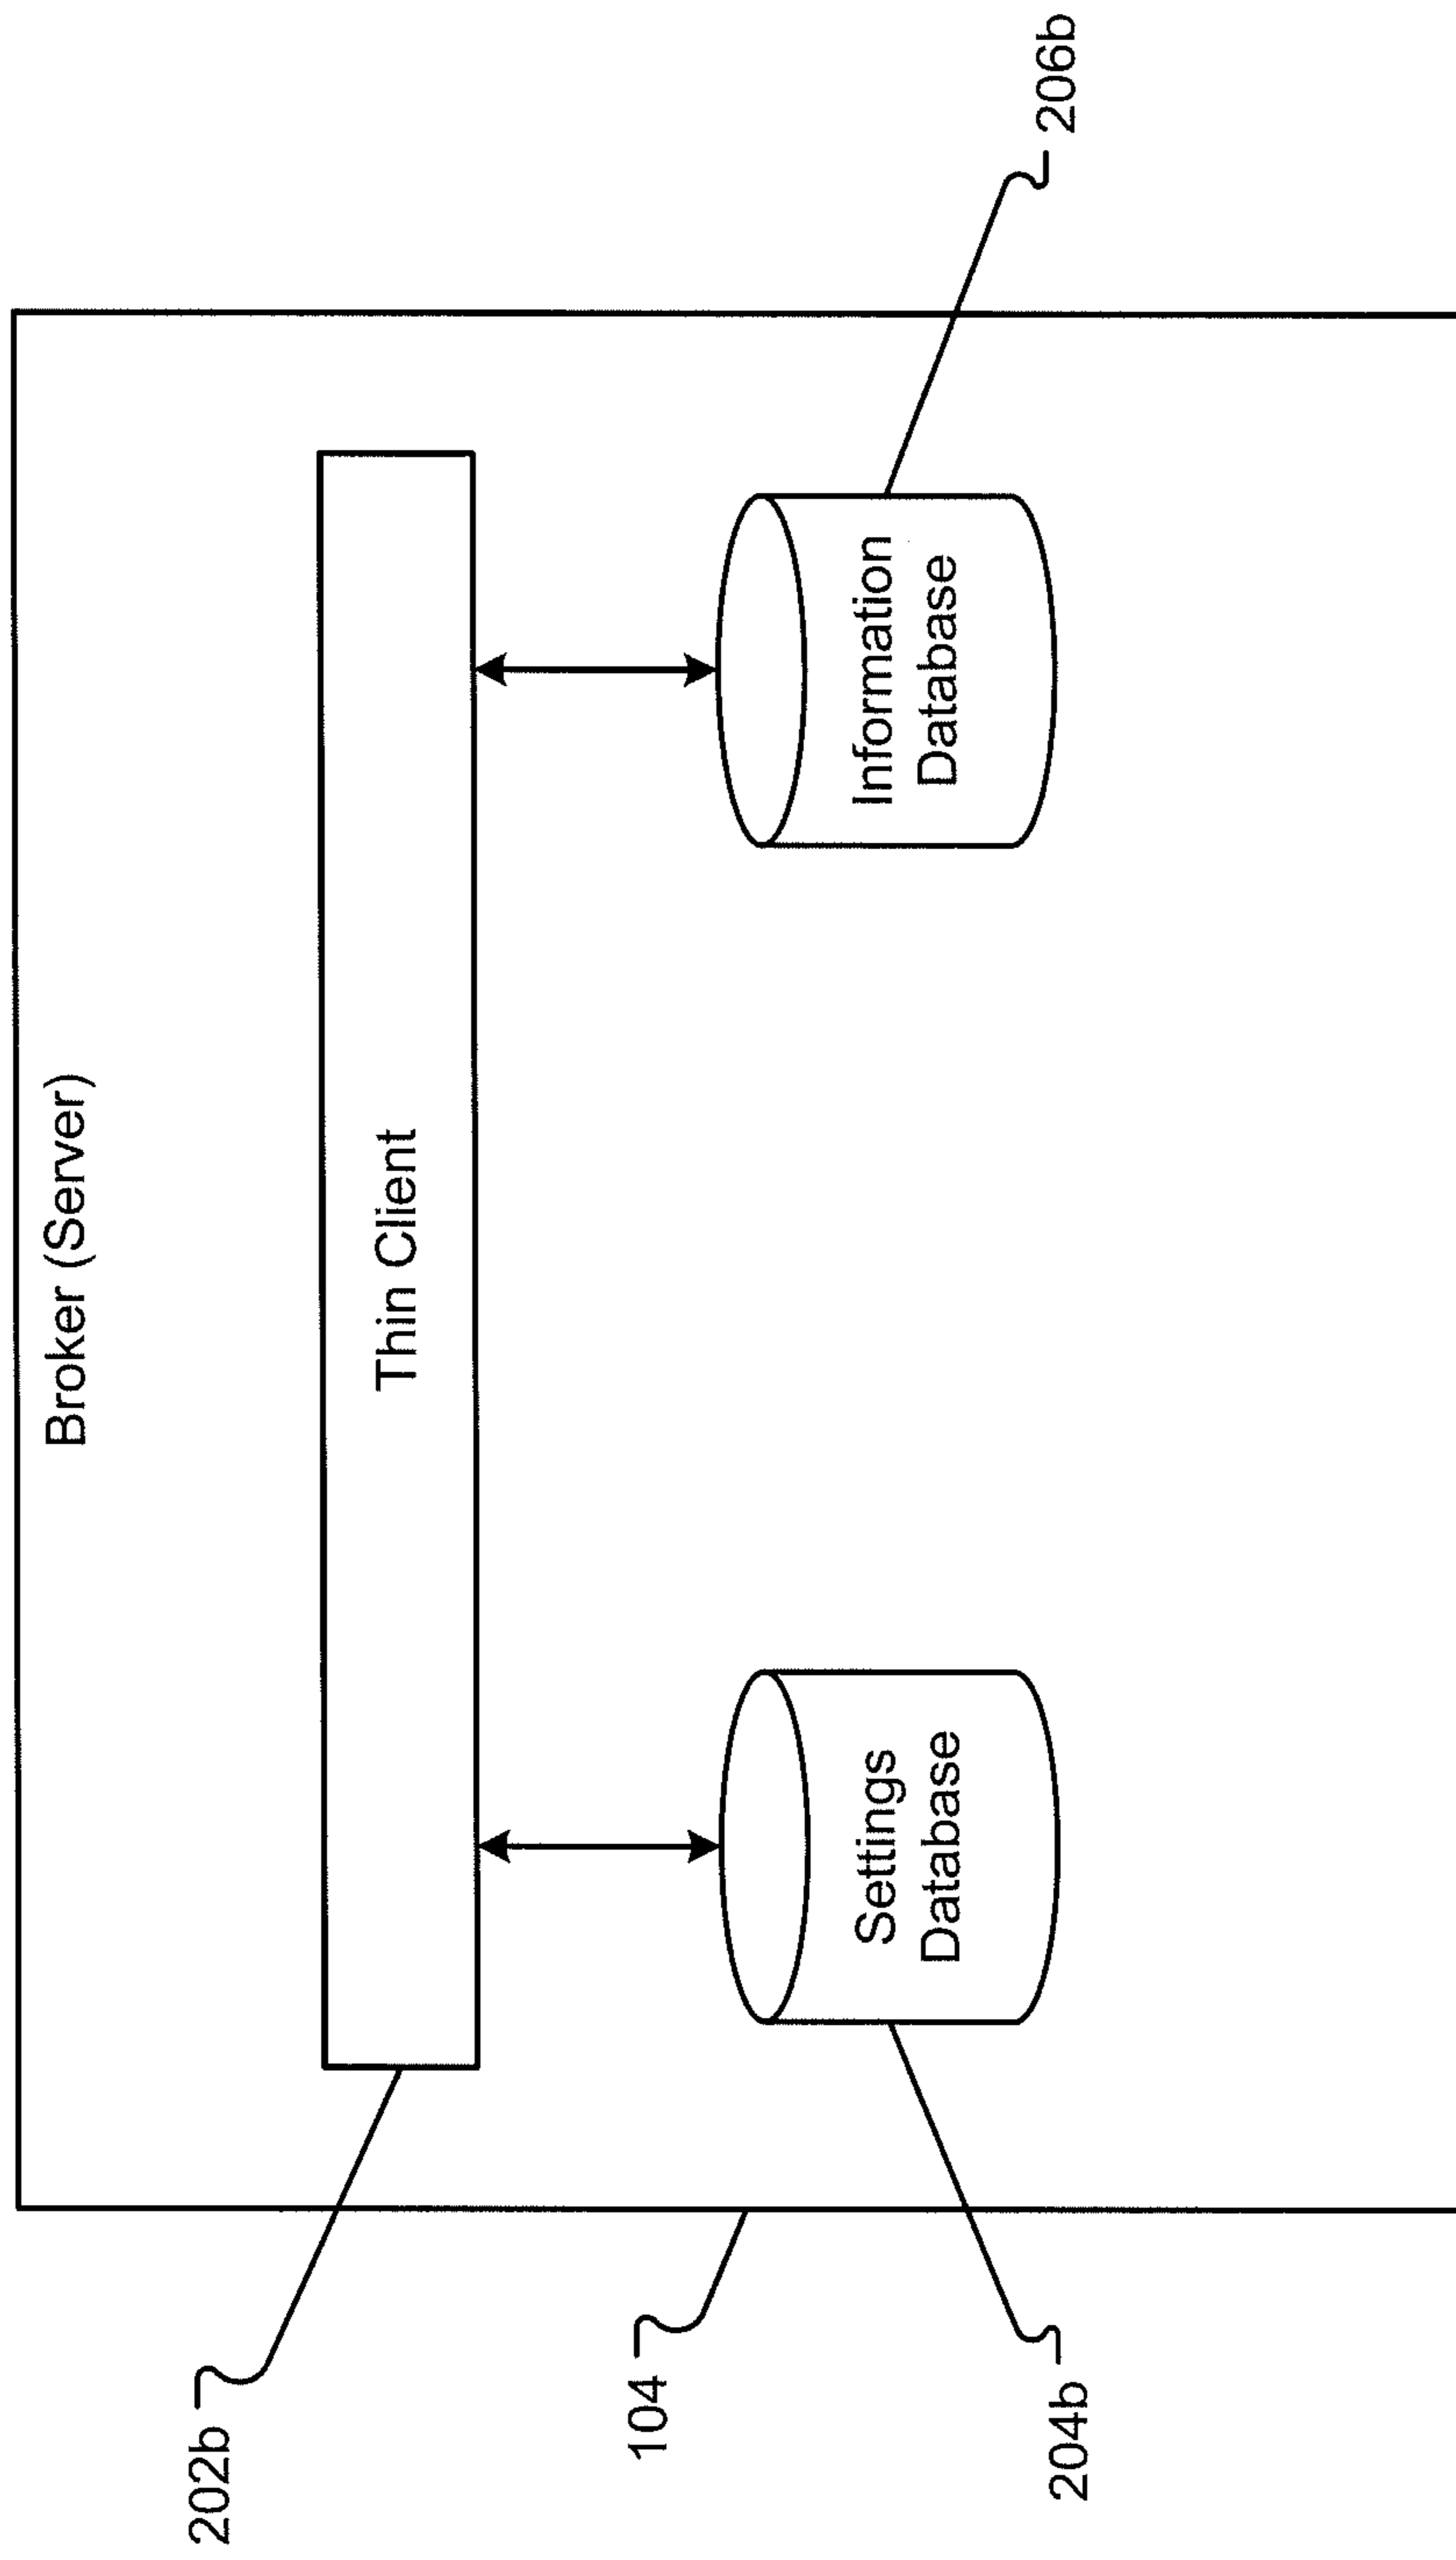 Broker (Server)
202b
Thin Client
104
Settings
Database
Information
Database
204b
206b